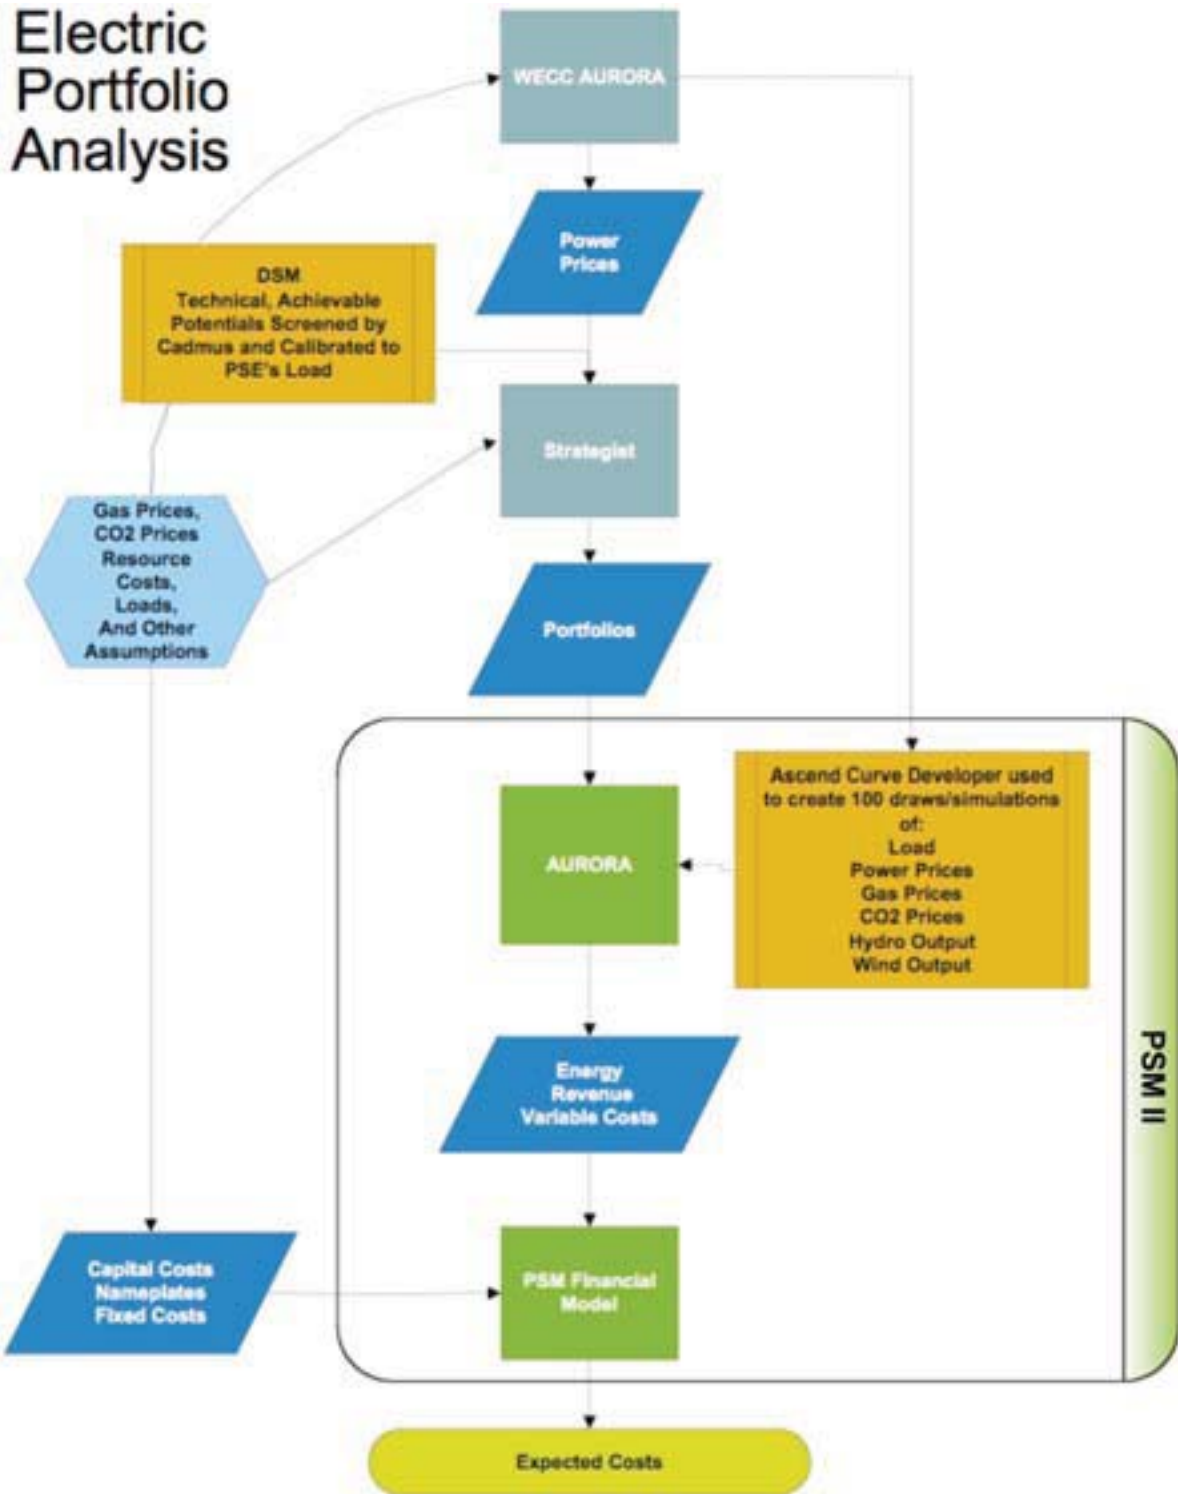 Electric
Portfolio
Analysis
WECC AURORA
Power
Prices
DSM
Technical, Achievable
Potentials Screened by
Cadmus and Calibrated to
PSE's Load
Strategist
Gas Prices,
CO2 Prices
Resource
Costs,
Loads,
And Other
Assumptions
Portfolios
Ascend Curve Developer used
to create 100 draws/simulations
of:
Load
Power Prices
Gas Prices
CO2 Prices
Hydro Output
Wind Output
AURORA
PSM II
Energy
Revenue
Variable Costs
Capital Costs
Nameplates
Fixed Costs
PSM Financial
Model
Expected Costs